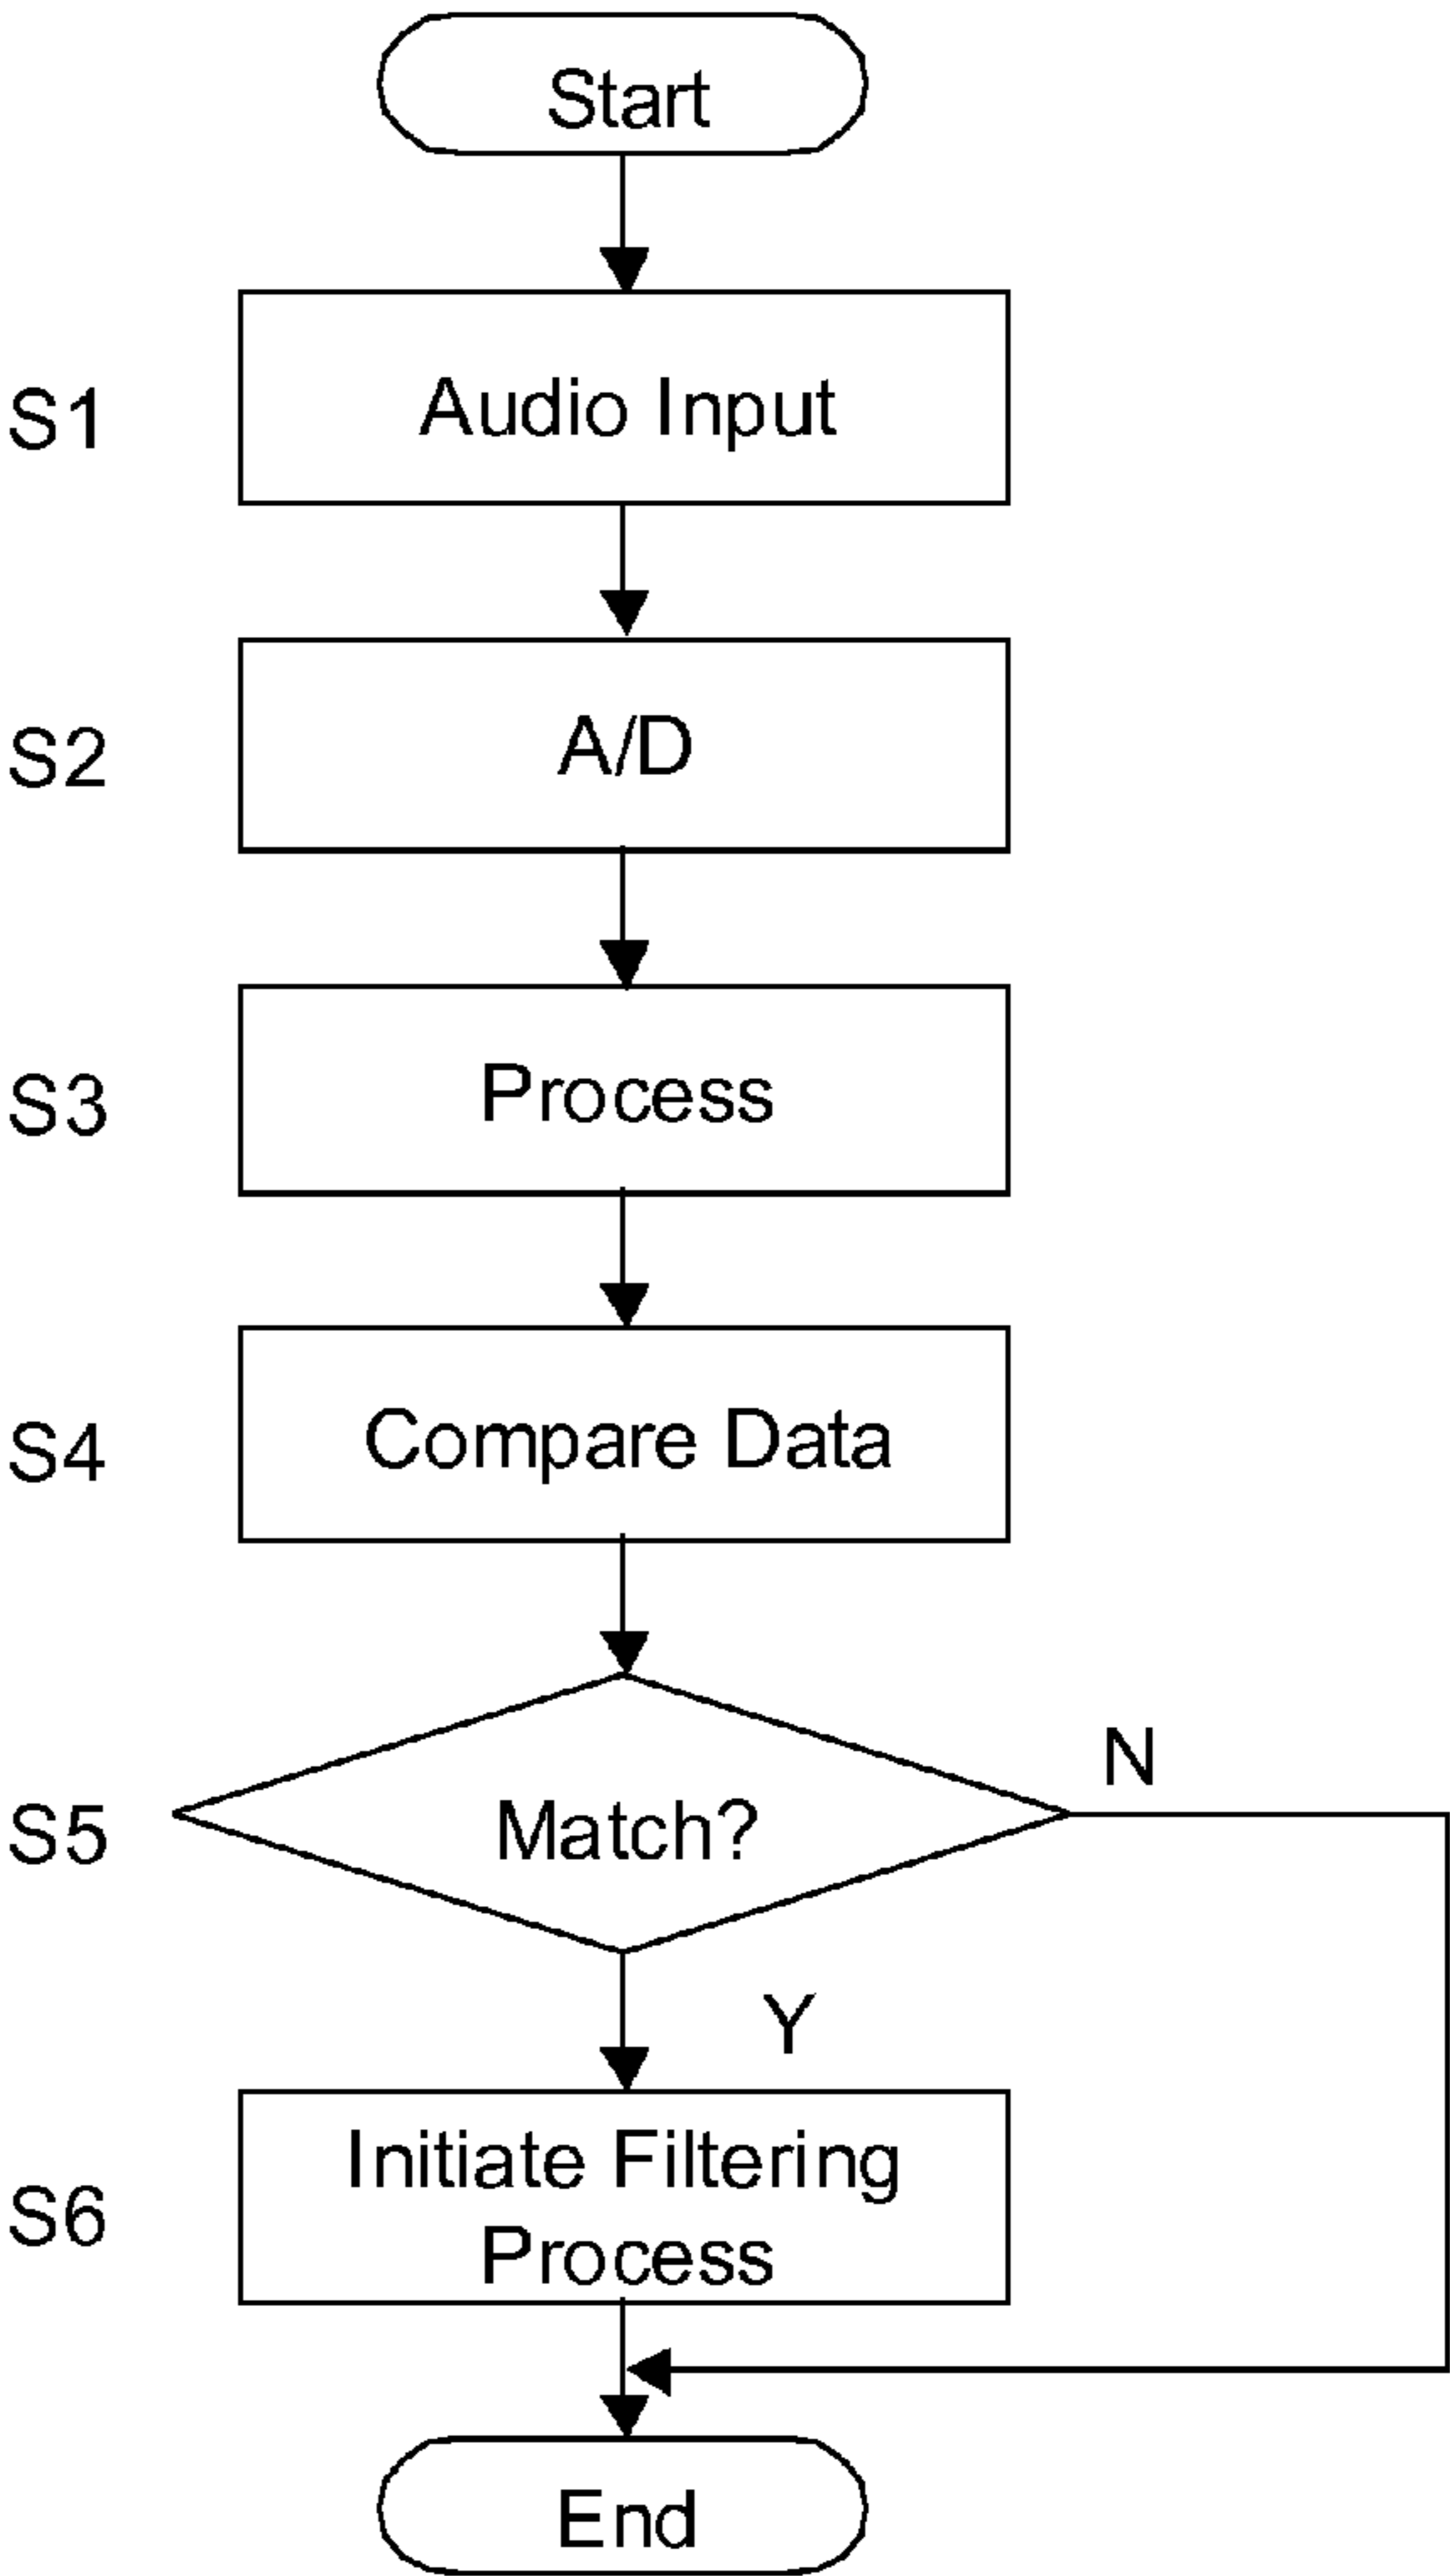 Start
S1
Audio Input
S2
A/D
S3
Process
S4
Compare Data
S5
Match?
N
Y
S6
Initiate Filtering
Process
End